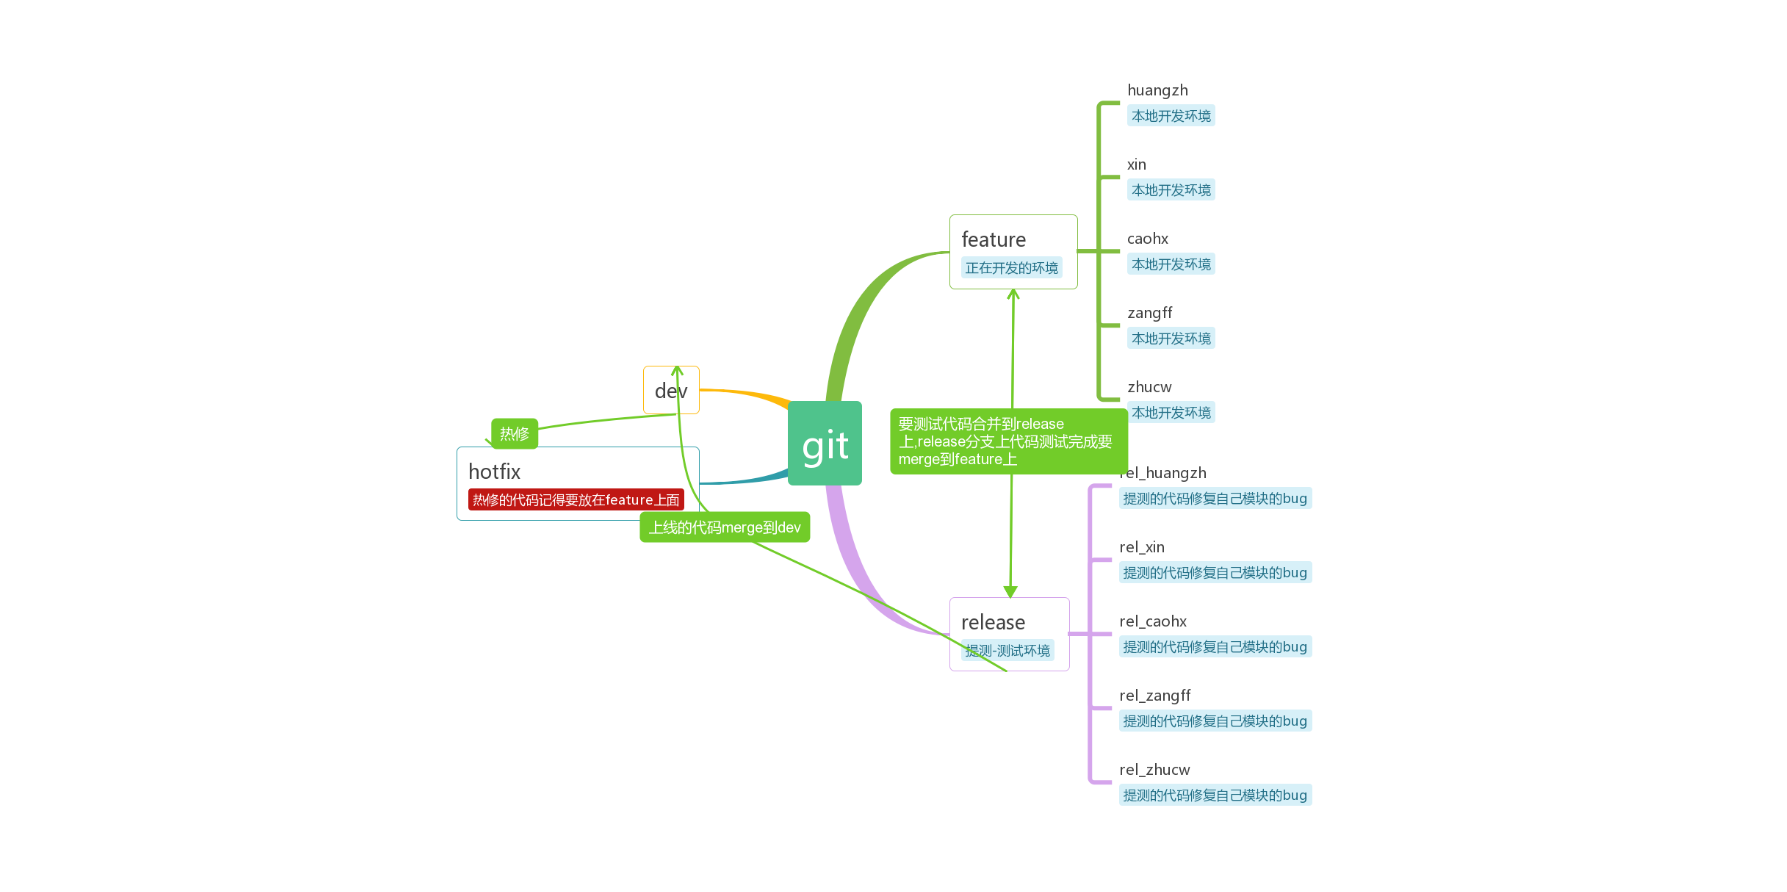 git
feature
正在开发的环境
huangzh
本地开发环境
xin
本地开发环境
caohx
本地开发环境
zangff
本地开发环境
zhucw
本地开发环境
要测试代码合并到release
上,release分支上代码测试完成要
merge到feature上
release
提测-测试环境
rel_huangzh
提测的代码修复自己模块的bug
rel_xin
提测的代码修复自己模块的bug
rel_caohx
提测的代码修复自己模块的bug
rel_zangff
提测的代码修复自己模块的bug
rel_zhucw
提测的代码修复自己模块的bug
dev
热修
hotfix
热修的代码记得要放在feature上面
上线的代码merge到dev